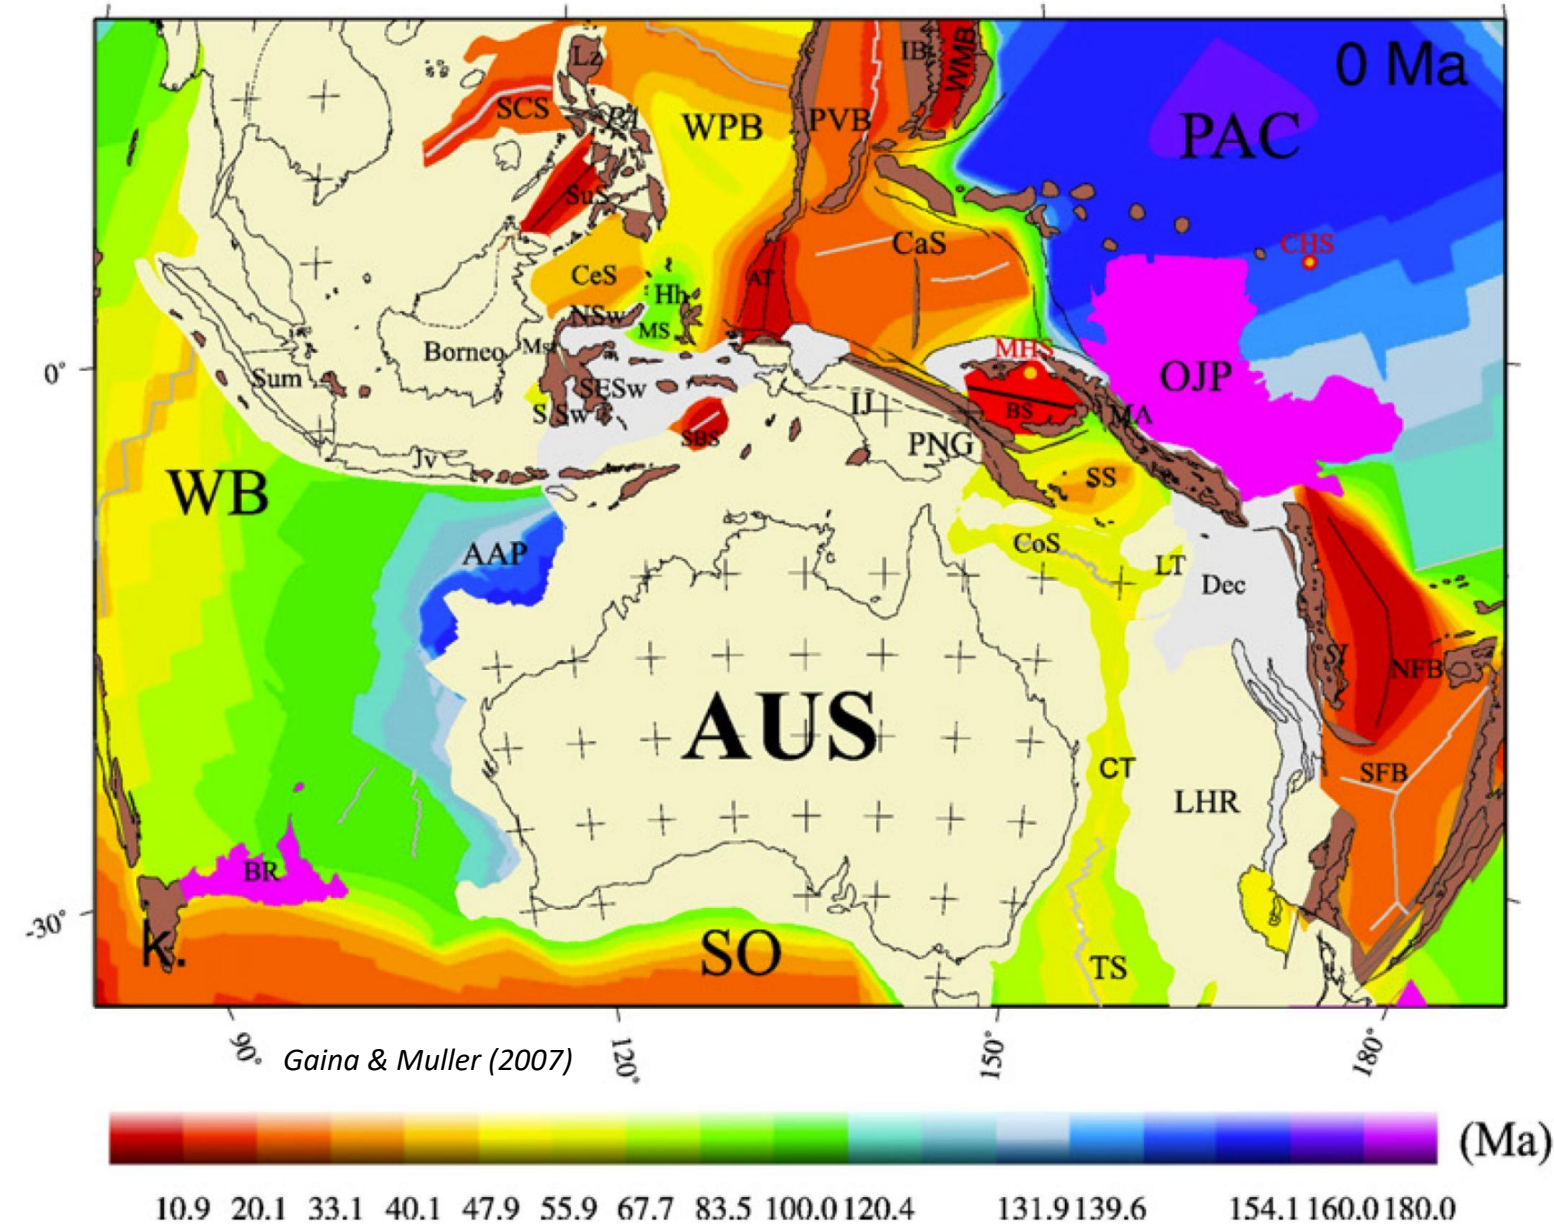 Lz
IB
WMB
0 Ma
SCS
PA
WPB
PVB
PAC
SuS
CaS
CHS
CeS
AT
Hh
NSw
MS
Borneo
Ms
MHS
0°
Sum
SESw
OJP
S Sw
IJ
BS
MA
SBS
PNG
Jv
SS
WB
AAP
CoS
LT
Dec
NFB
AUS
CT
SFB
LHR
BR
-30°
k.
SO
TS
90°
120°
150°
180°
Gaina & Muller (2007)
(Ma)
10.9 20.1 33.1 40.1 47.9 55.9 67.7 83.5 100.0 120.4 131.9 139.6 154.1 160.0 180.0